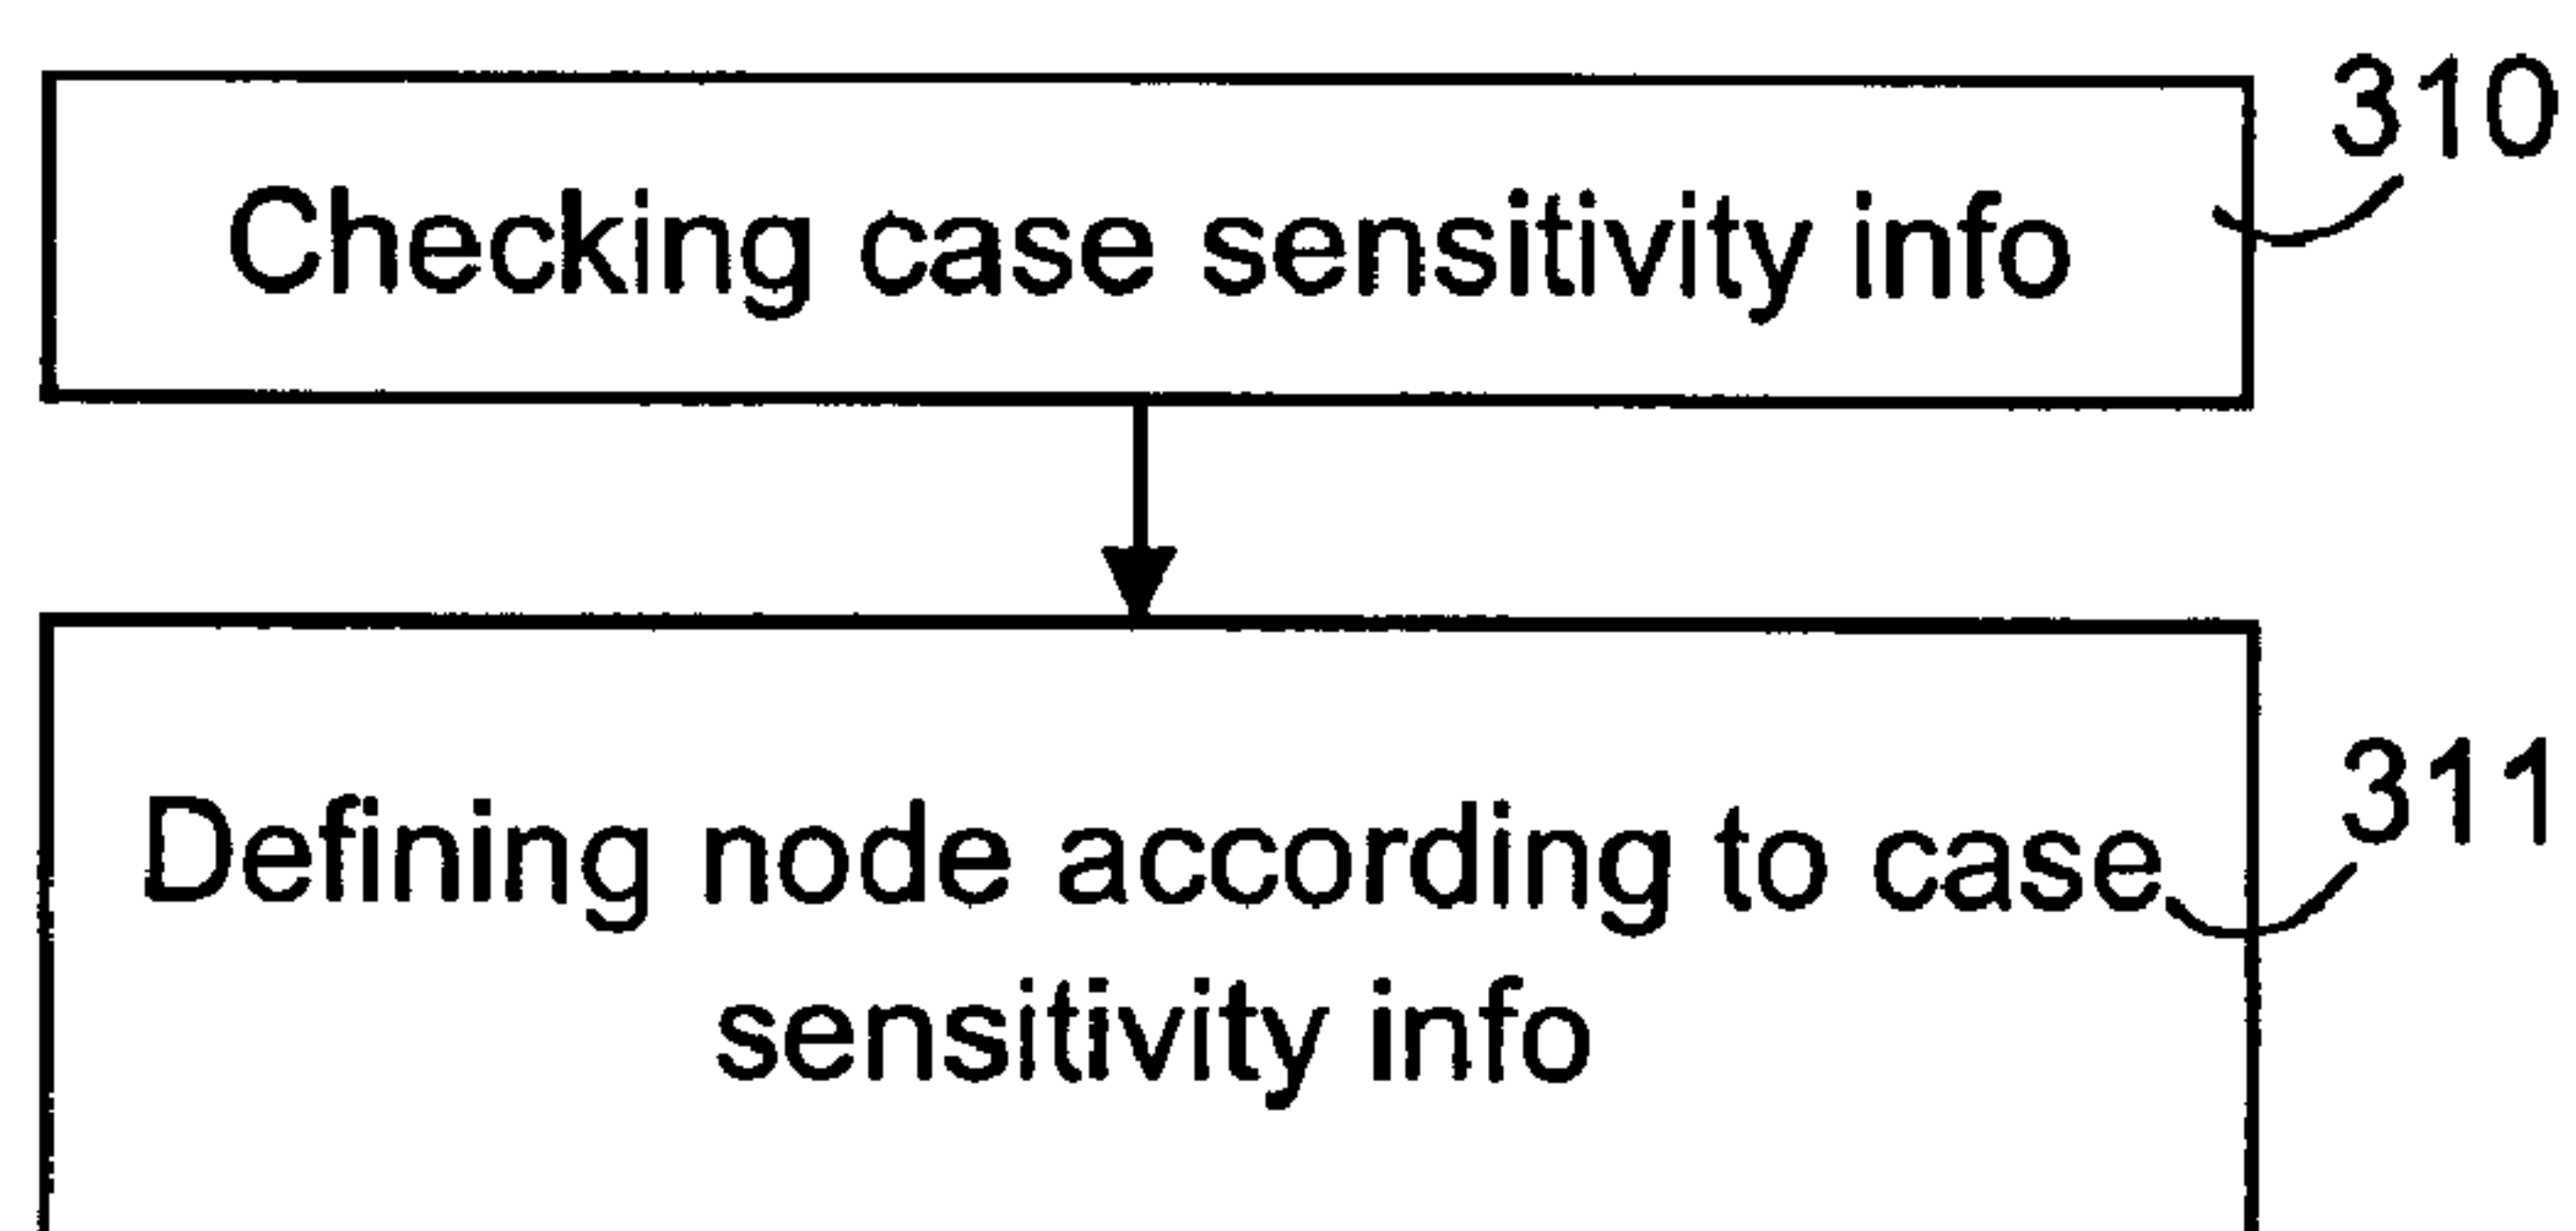 310
Checking case sensitivity info
311
Defining node according to case
sensitivity info